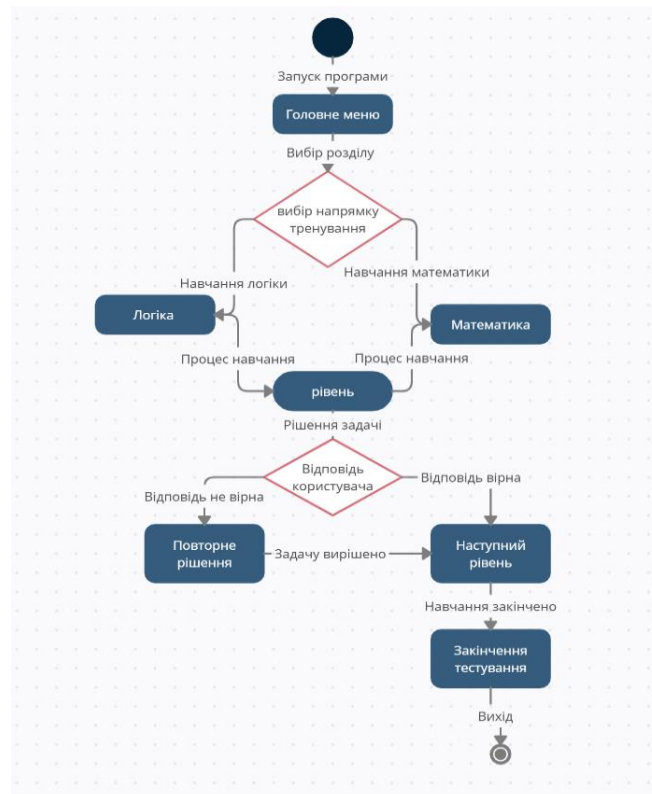 Запуск програми
Головне меню
Вибір розділу
вибір напрямку
тренування
Навчання логіки
Навчання математики
Логіка
Математика
Процес навчання
Процес навчання
рівень
Рішення задачі
Відповідь
користувача
Відповідь не вірна
Відповідь вірна
Повторне
рішення
Задачу вирішено
Наступний
рівень
Навчання закінчено
Закінчення
тестування
Вихід